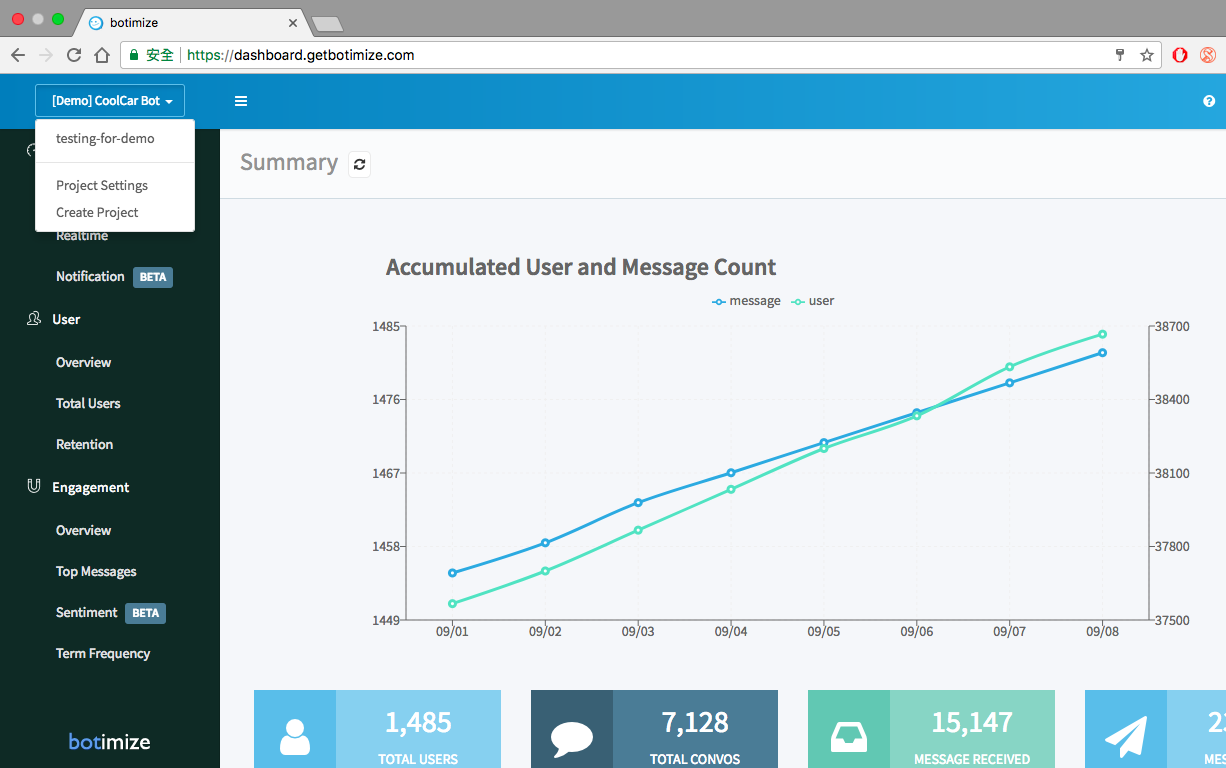 botimize
安全 https://dashboard.getbotimize.com
[Demo] CoolCar Bot
testing-for-demo
Project Settings
Create Project
Realtime
Notification BETA
User
Overview
Total Users
Retention
Engagement
Overview
Top Messages
Sentiment BETA
Term Frequency
botimize
Summary
Accumulated User and Message Count
message user
1485 38700
1476 38400
1467 38100
1458 37800
1449 37500
09/01 09/02 09/03 09/04 09/05 09/06 09/07 09/08
1,485 7,128 15,147
TOTAL USERS TOTAL CONVOS MESSAGE RECEIVED